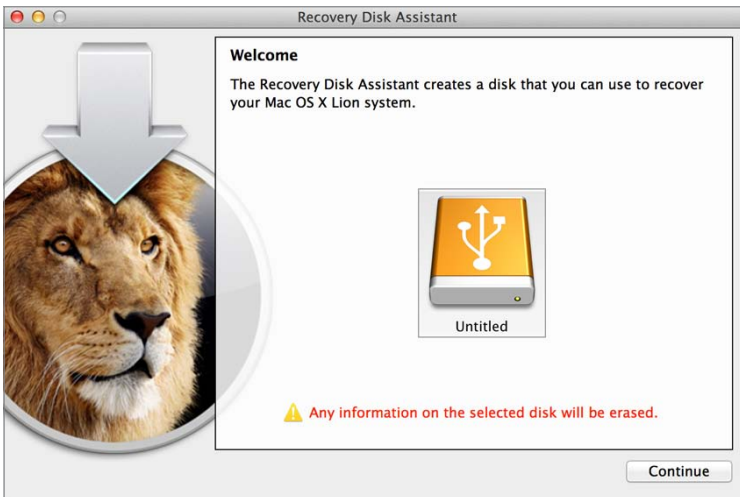 Recovery Disk Assistant
Welcome
The Recovery Disk Assistant creates a disk that you can use to recover
your Mac OS X Lion system.
Untitled
Any information on the selected disk will be erased.
Continue